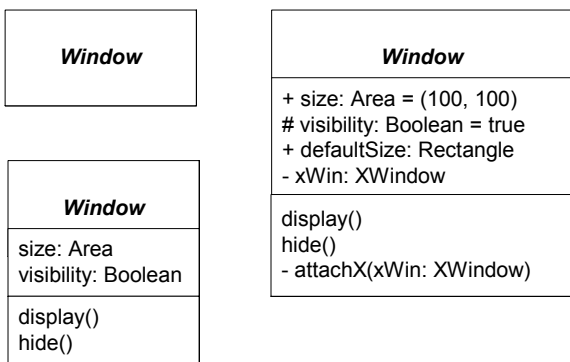 Window
Window
size: Area
visibility: Boolean
display()
hide()
Window
+ size: Area = (100, 100)
# visibility: Boolean = true
+ defaultSize: Rectangle
- xWin: XWindow
display()
hide()
- attachX(xWin: XWindow)